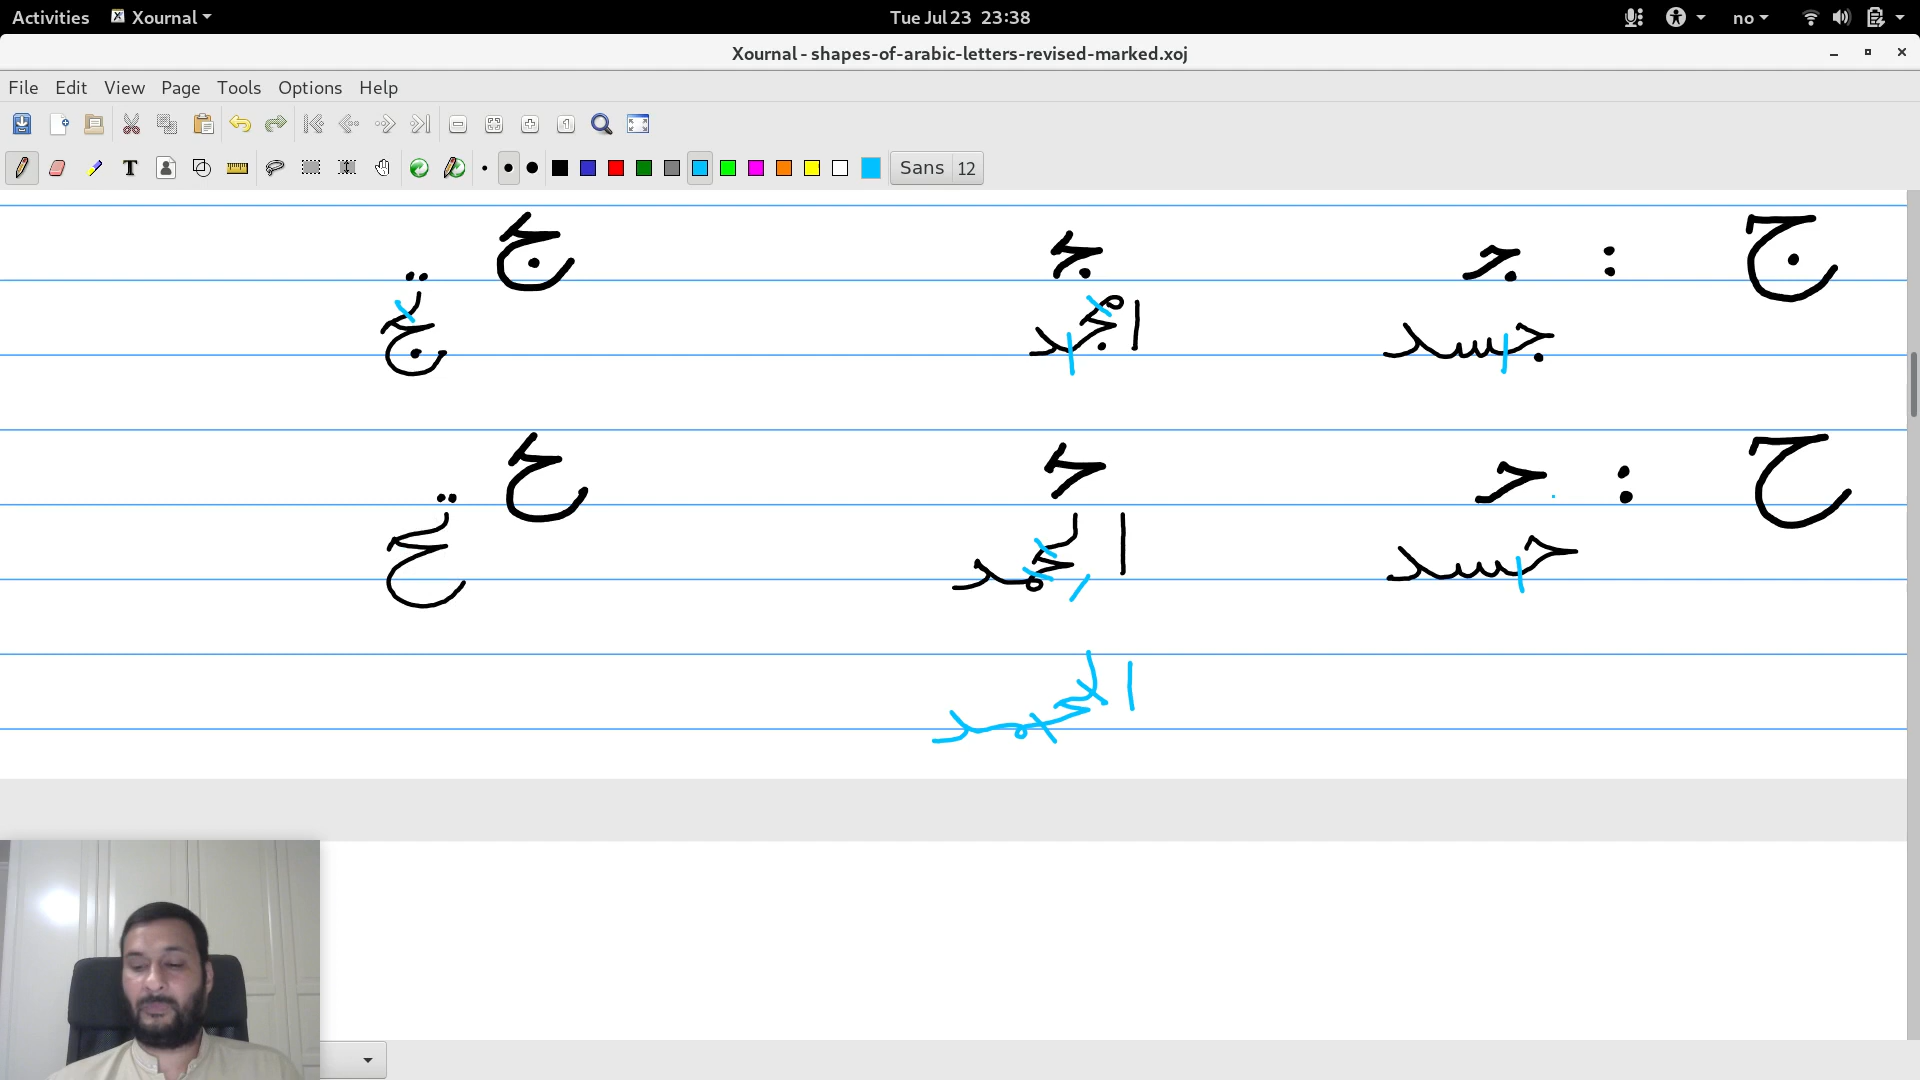 Activities Xournal Tue Jul 23 23:38 no
Xournal - shapes-of-arabic-letters-revised-marked.xoj
File Edit View Page Tools Options Help
Sans 12
ج : جـ ـجـ ـج
جسد امجد تج
ح : حـ ـحـ ـح
حسد الحمد تح
الحمد